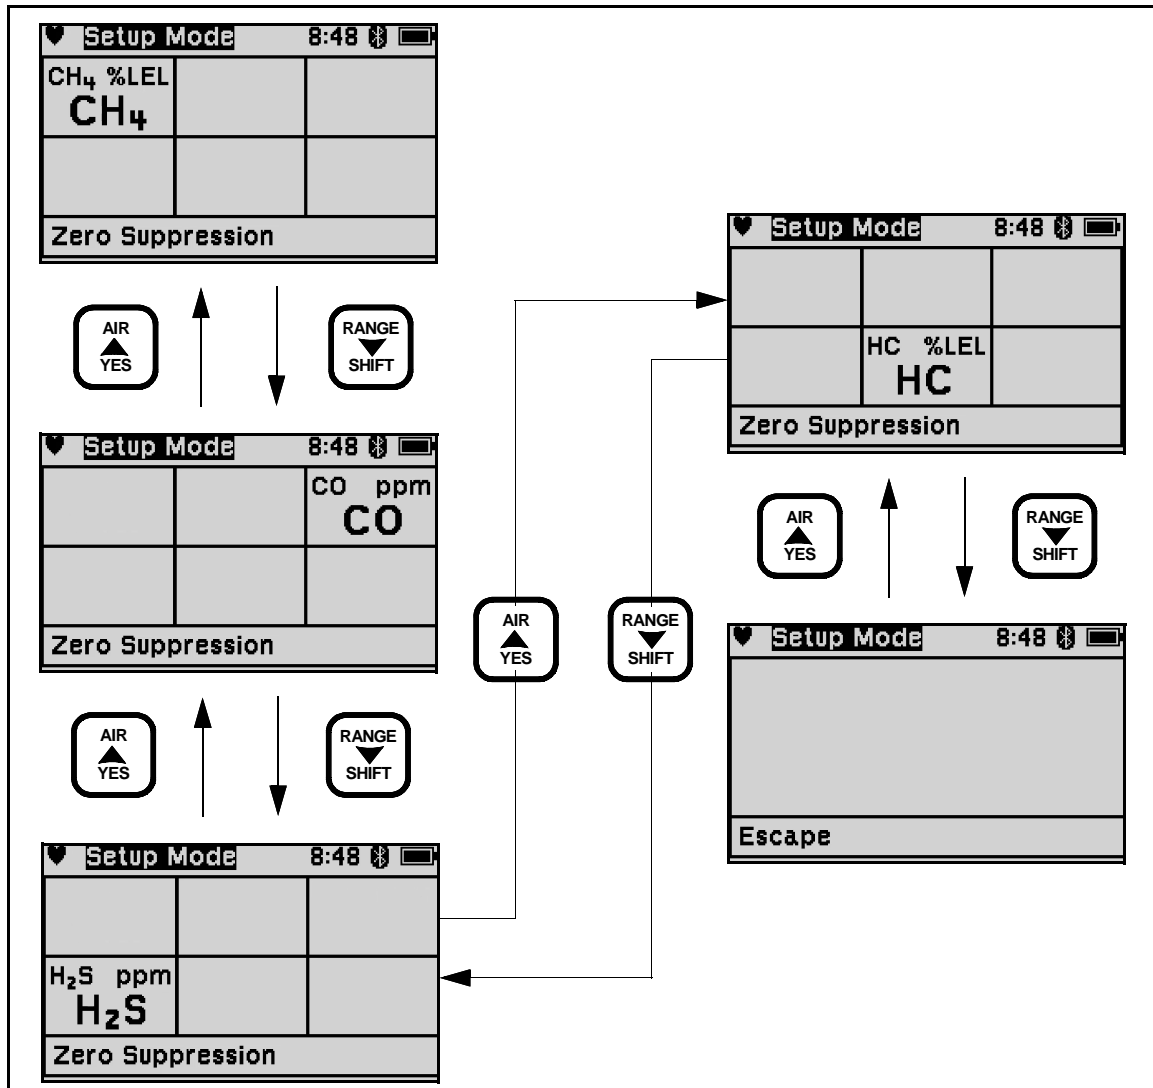 Setup Mode 8:48
CH₄ %LEL
CH₄
Zero Suppression
AIR
YES
RANGE
SHIFT
Setup Mode 8:48
CO ppm
CO
Zero Suppression
AIR
YES
RANGE
SHIFT
Setup Mode 8:48
H₂S ppm
H₂S
Zero Suppression
AIR
YES
RANGE
SHIFT
Setup Mode 8:48
HC %LEL
HC
Zero Suppression
AIR
YES
RANGE
SHIFT
Setup Mode 8:48
Escape